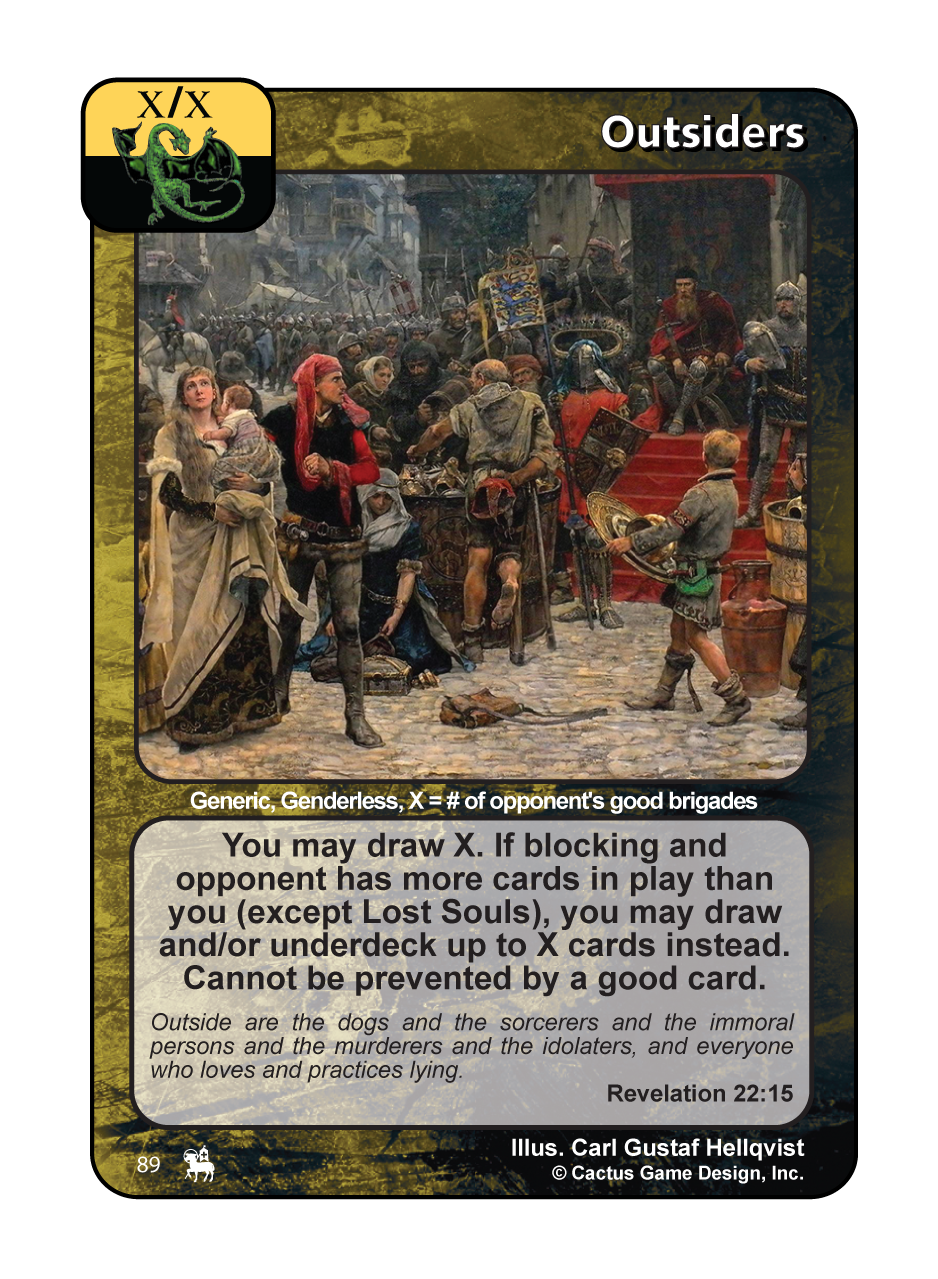 X/X
Outsiders
Generic, Genderless, X = # of opponent's good brigades
You may draw X. If blocking and
opponent has more cards in play than
you (except Lost Souls), you may draw
and/or underdeck up to X cards instead.
Cannot be prevented by a good card.
Outside are the dogs and the sorcerers and the immoral
persons and the murderers and the idolaters, and everyone
who loves and practices lying.
Revelation 22:15
Illus. Carl Gustaf Hellqvist
89
© Cactus Game Design, Inc.